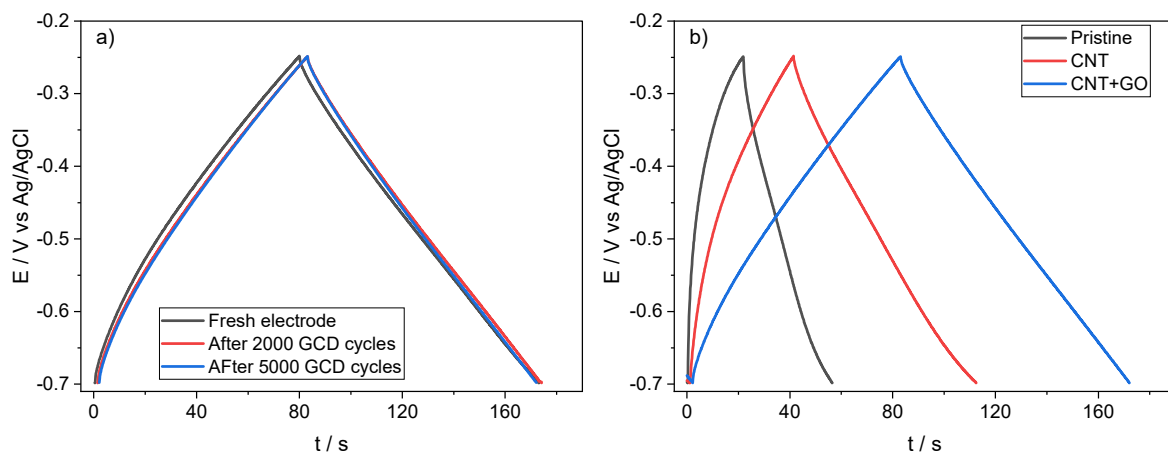 a)
-0.2
-0.3
-0.4
-0.5
-0.6
-0.7
E / V vs Ag/AgCl
Fresh electrode
After 2000 GCD cycles
AFter 5000 GCD cycles
0 40 80 120 160
t / s
b)
-0.2
-0.3
-0.4
-0.5
-0.6
-0.7
E / V vs Ag/AgCl
Pristine
CNT
CNT+GO
0 40 80 120 160
t / s